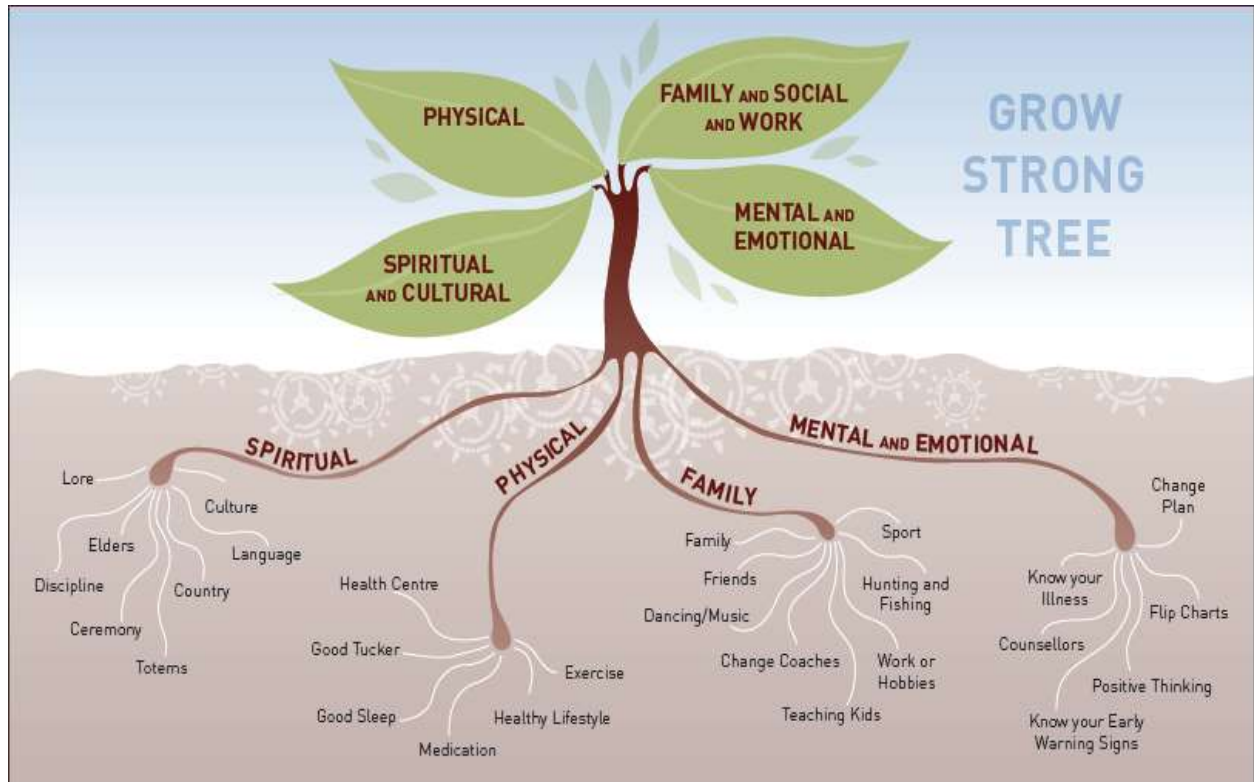 PHYSICAL
FAMILY AND SOCIAL
AND WORK
GROW
STRONG
TREE
SPIRITUAL
AND CULTURAL
MENTAL AND
EMOTIONAL
SPIRITUAL
Lore
Culture
Elders
Language
Discipline
Country
Ceremony
Totems
PHYSICAL
Health Centre
Good Tucker
Exercise
Good Sleep
Healthy Lifestyle
Medication
FAMILY
Sport
Family
Friends
Hunting and
Fishing
Dancing/Music
Change Coaches
Work or
Hobbies
Teaching Kids
MENTAL AND EMOTIONAL
Change
Plan
Know your
Illness
Flip Charts
Counsellors
Positive Thinking
Know your Early
Warning Signs